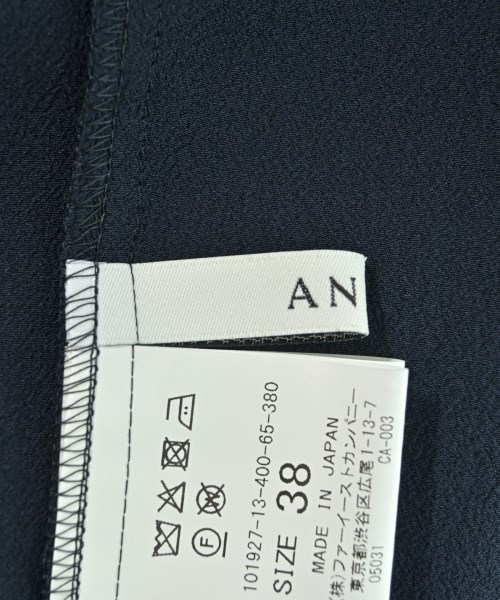 AN
101927-13-400-65-380
SIZE 38
MADE IN JAPAN
(株)ファーイーストカンパニー
東京都渋谷区広尾1-13-7
05031 CA-003